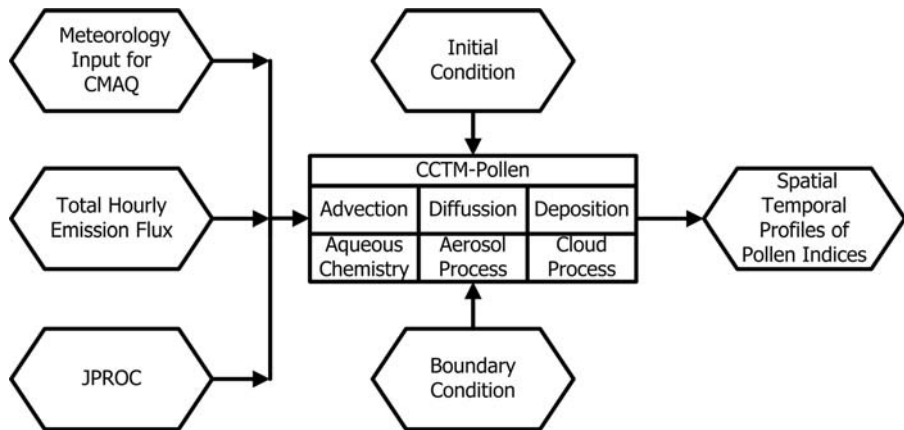 Meteorology
Input for
CMAQ
Total Hourly
Emission Flux
JPROC
Initial
Condition
CCTM-Pollen
Advection
Diffussion
Deposition
Aqueous
Chemistry
Aerosol
Process
Cloud
Process
Boundary
Condition
Spatial
Temporal
Profiles of
Pollen Indices